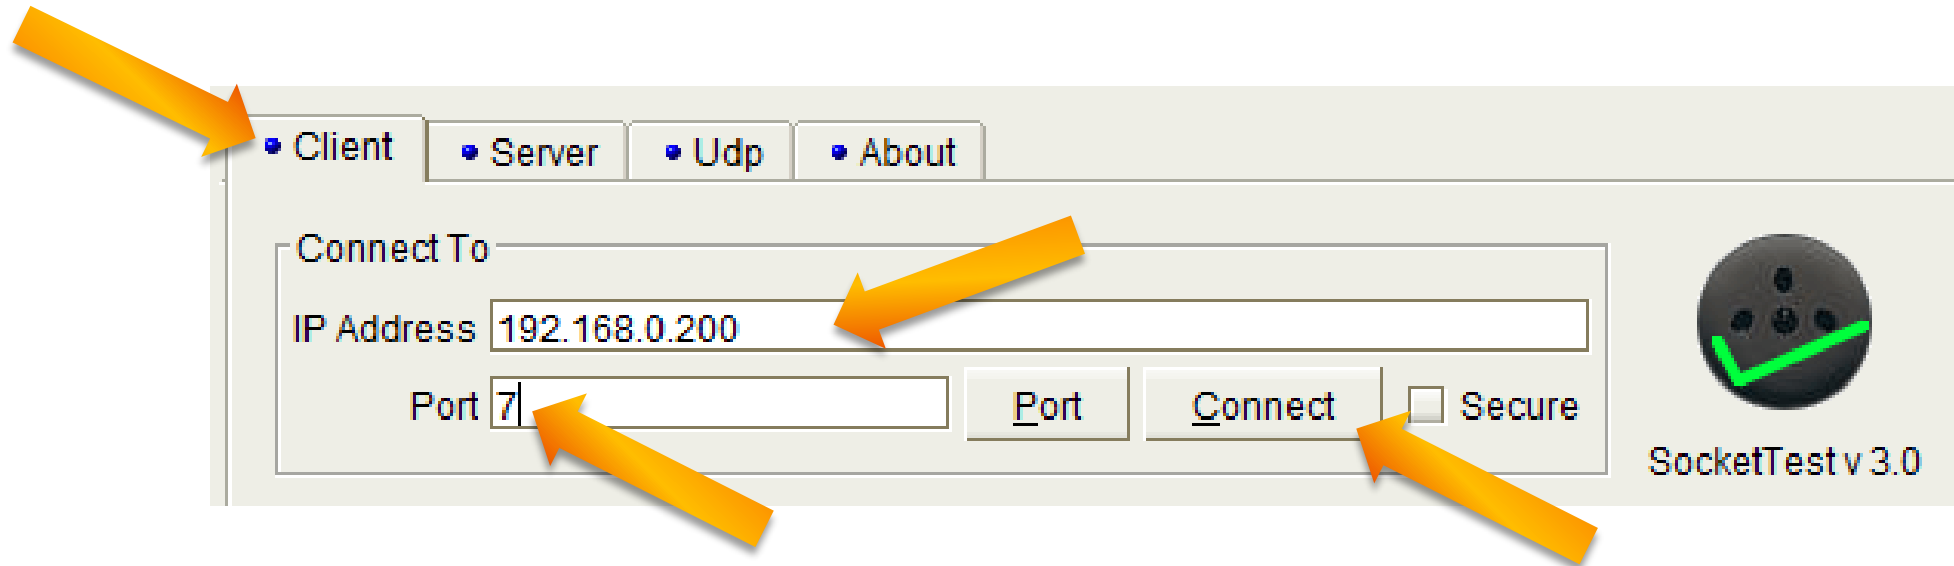 Client Server Udp About
Connect To
IP Address 192.168.0.200
Port 7 Port Connect Secure
SocketTest v 3.0